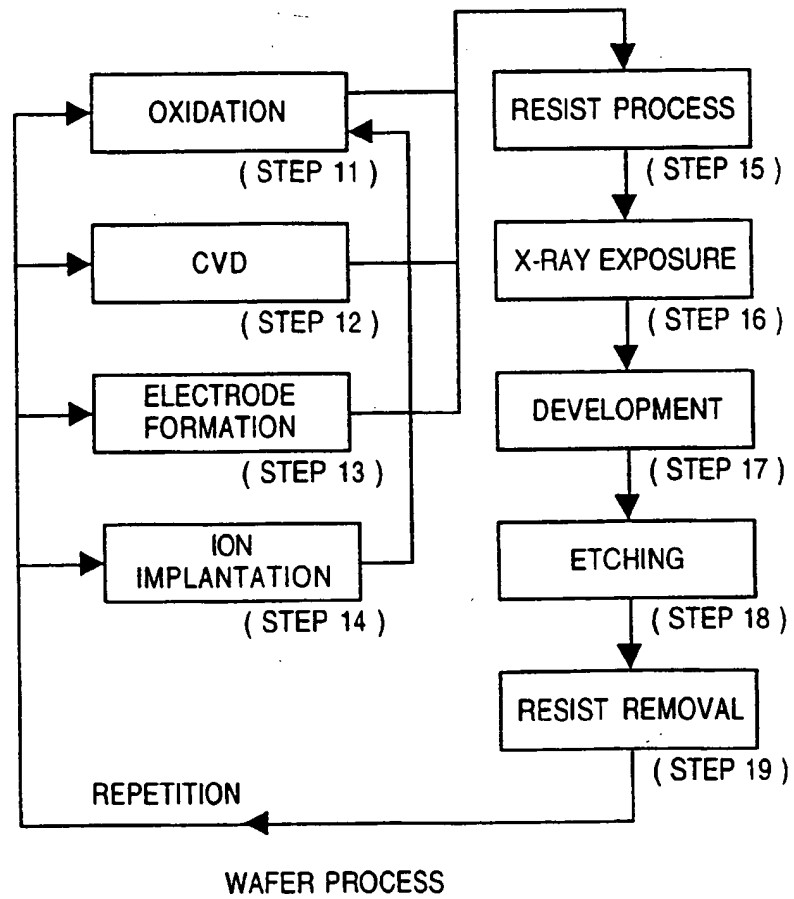 OXIDATION
( STEP 11 )
CVD
( STEP 12 )
ELECTRODE
FORMATION
( STEP 13 )
ION
IMPLANTATION
( STEP 14 )
RESIST PROCESS
( STEP 15 )
X-RAY EXPOSURE
( STEP 16 )
DEVELOPMENT
( STEP 17 )
ETCHING
( STEP 18 )
RESIST REMOVAL
( STEP 19 )
REPETITION
WAFER PROCESS